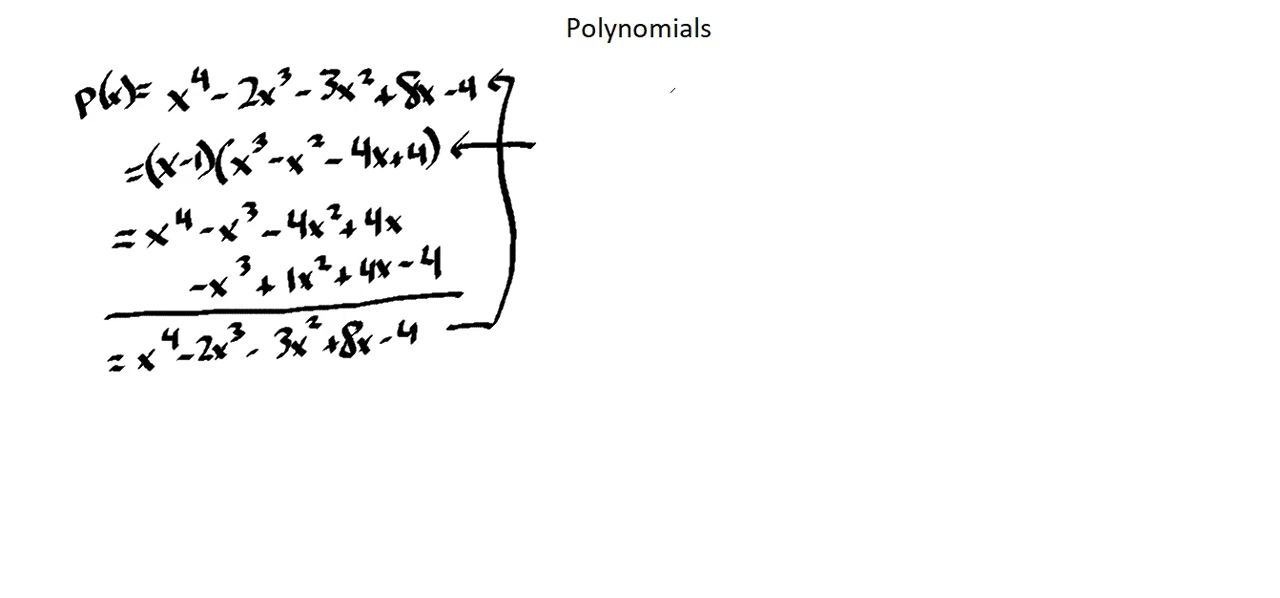 Polynomials
P(x)= x⁴ - 2x³ - 3x² + 8x - 4
=(x-1)(x³ - x² - 4x + 4)
= x⁴ - x³ - 4x² + 4x
- x³ + 1x² + 4x - 4
= x⁴ - 2x³ - 3x² + 8x - 4